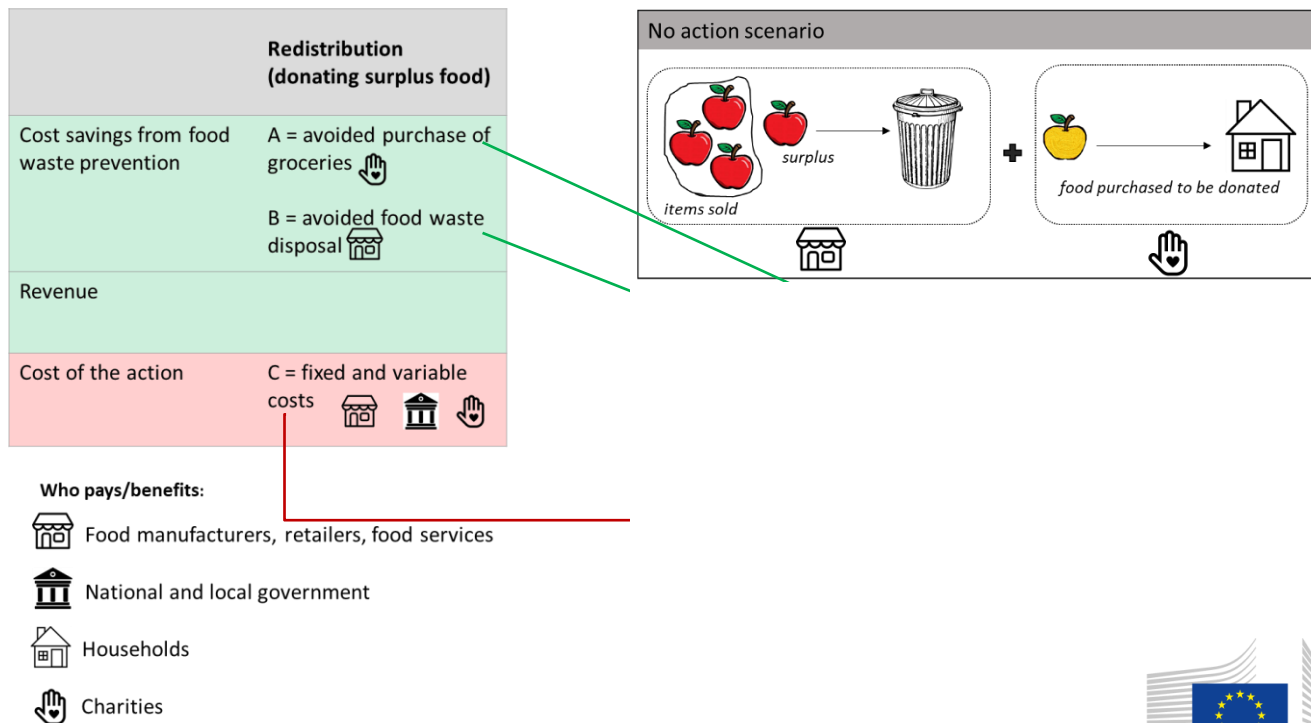 Redistribution
(donating surplus food)
Cost savings from food
waste prevention
A = avoided purchase of
groceries
B = avoided food waste
disposal
Revenue
Cost of the action
C = fixed and variable
costs
Who pays/benefits:
Food manufacturers, retailers, food services
National and local government
Households
Charities
No action scenario
surplus
items sold
food purchased to be donated